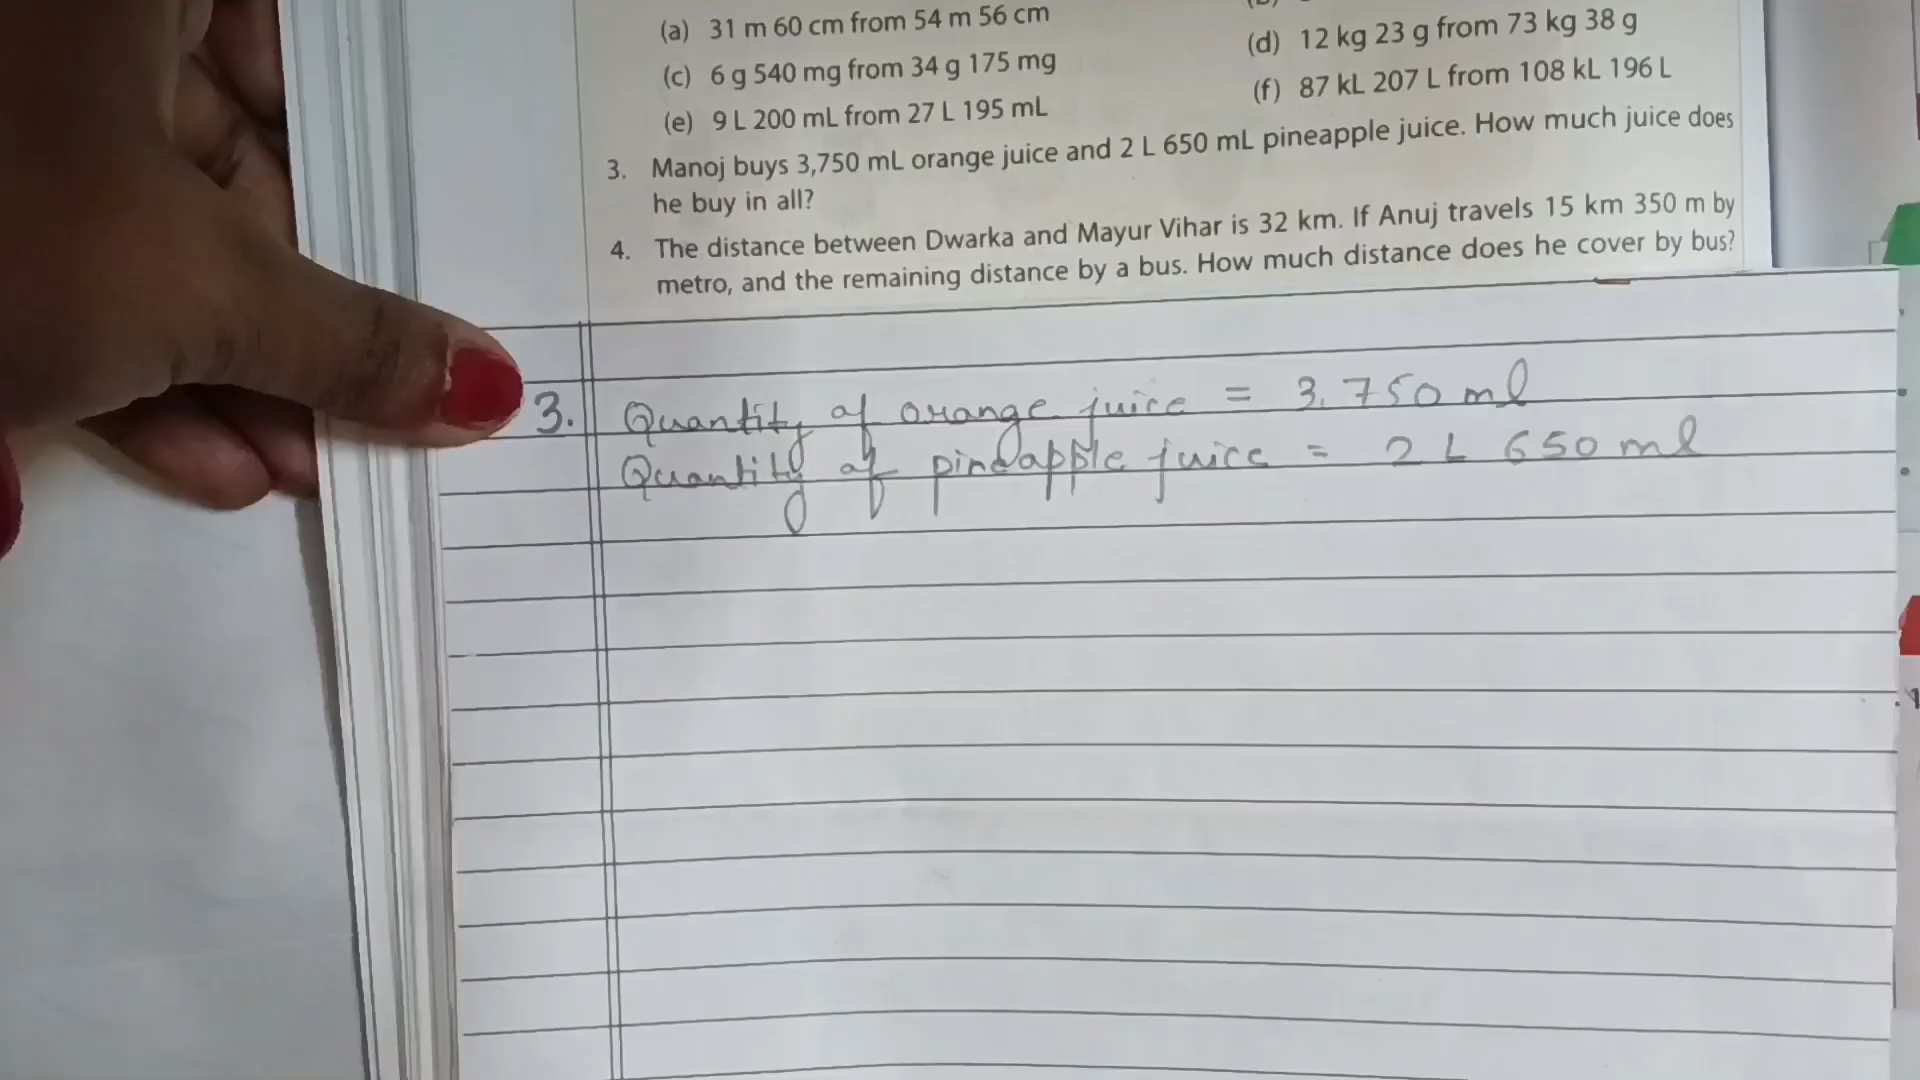 (a) 31 m 60 cm from 54 m 56 cm
(c) 6 g 540 mg from 34 g 175 mg
(d) 12 kg 23 g from 73 kg 38 g
(e) 9 L 200 mL from 27 L 195 mL
(f) 87 kL 207 L from 108 kL 196 L
3. Manoj buys 3,750 mL orange juice and 2 L 650 mL pineapple juice. How much juice does
he buy in all?
4. The distance between Dwarka and Mayur Vihar is 32 km. If Anuj travels 15 km 350 m by
metro, and the remaining distance by a bus. How much distance does he cover by bus?
3. Quantity of orange juice = 3,750 ml
Quantity of pineapple juice = 2 L 650 ml